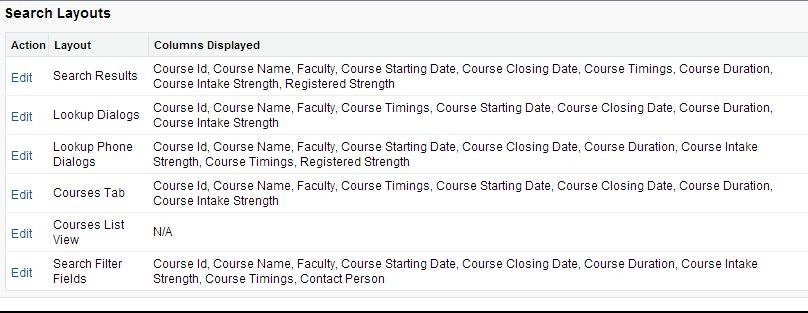 Search Layouts
Action Layout Columns Displayed
Edit Search Results Course Id, Course Name, Faculty, Course Starting Date, Course Closing Date, Course Timings, Course Duration,
Course Intake Strength, Registered Strength
Edit Lookup Dialogs Course Id, Course Name, Faculty, Course Timings, Course Starting Date, Course Closing Date, Course Duration,
Course Intake Strength
Edit Lookup Phone Course Id, Course Name, Faculty, Course Starting Date, Course Closing Date, Course Duration, Course Intake
Dialogs Strength, Course Timings, Registered Strength
Edit Courses Tab Course Id, Course Name, Faculty, Course Timings, Course Starting Date, Course Closing Date, Course Duration,
Course Intake Strength
Edit Courses List N/A
View
Edit Search Filter Course Id, Course Name, Faculty, Course Starting Date, Course Closing Date, Course Duration, Course Intake
Fields Strength, Course Timings, Contact Person